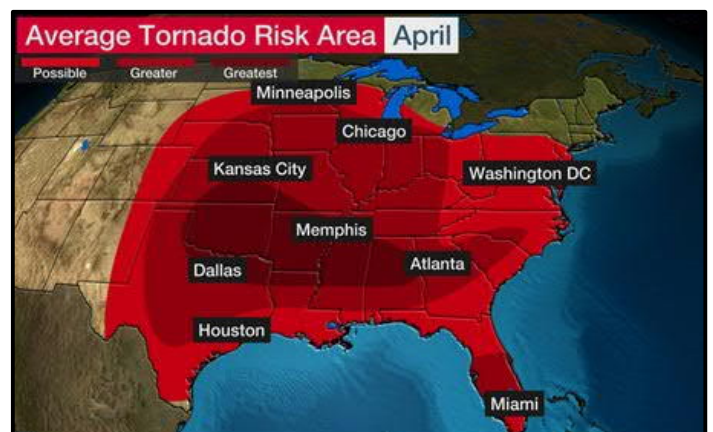 Average Tornado Risk Area April
Possible Greater Greatest
Minneapolis
Chicago
Kansas City
Washington DC
Memphis
Atlanta
Dallas
Houston
Miami